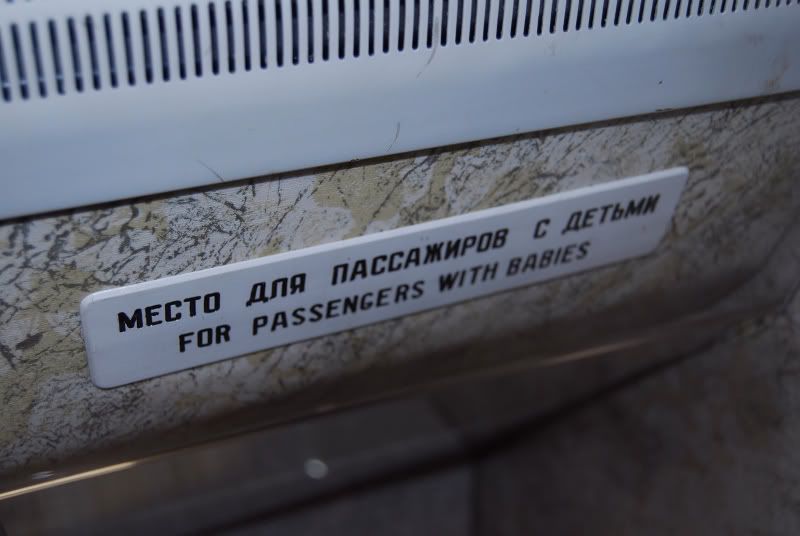 МЕСТО ДЛЯ ПАССАЖИРОВ С ДЕТЬМИ
FOR PASSENGERS WITH BABIES